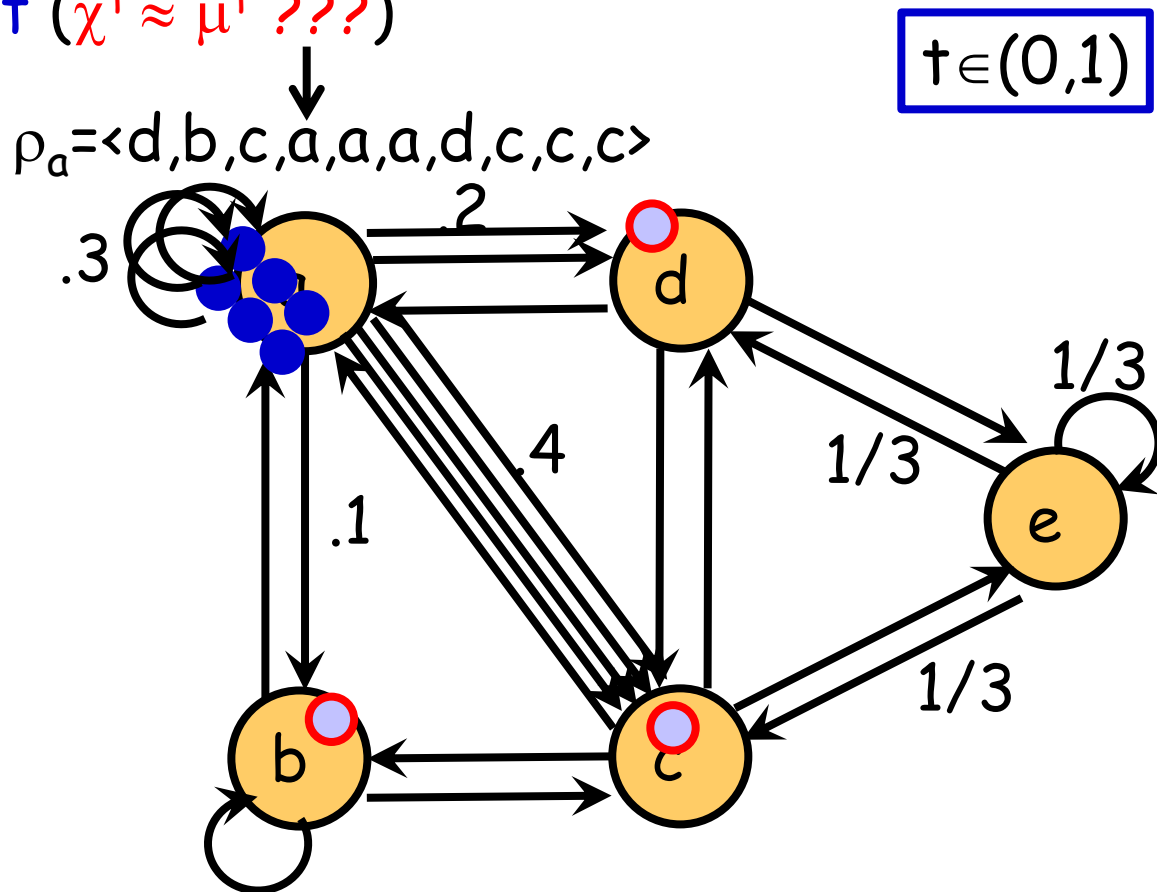 t (χᵗ ≈ μᵗ ???)
t∈(0,1)
ρₐ=<d,b,c,a,a,a,d,c,c,c>
.2
.3
d
1/3
.4
1/3
.1
e
1/3
b
c